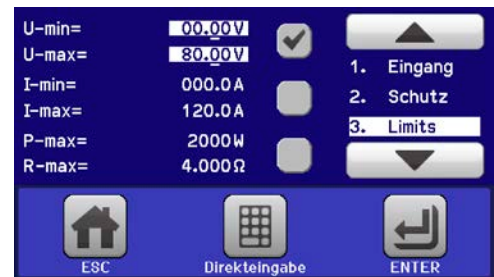 U-min= 00.00V
U-max= 80.00V
I-min= 000.0A
I-max= 120.0A
P-max= 2000W
R-max= 4.000Ω
1. Eingang
2. Schutz
3. Limits
ESC
Direkteingabe
ENTER